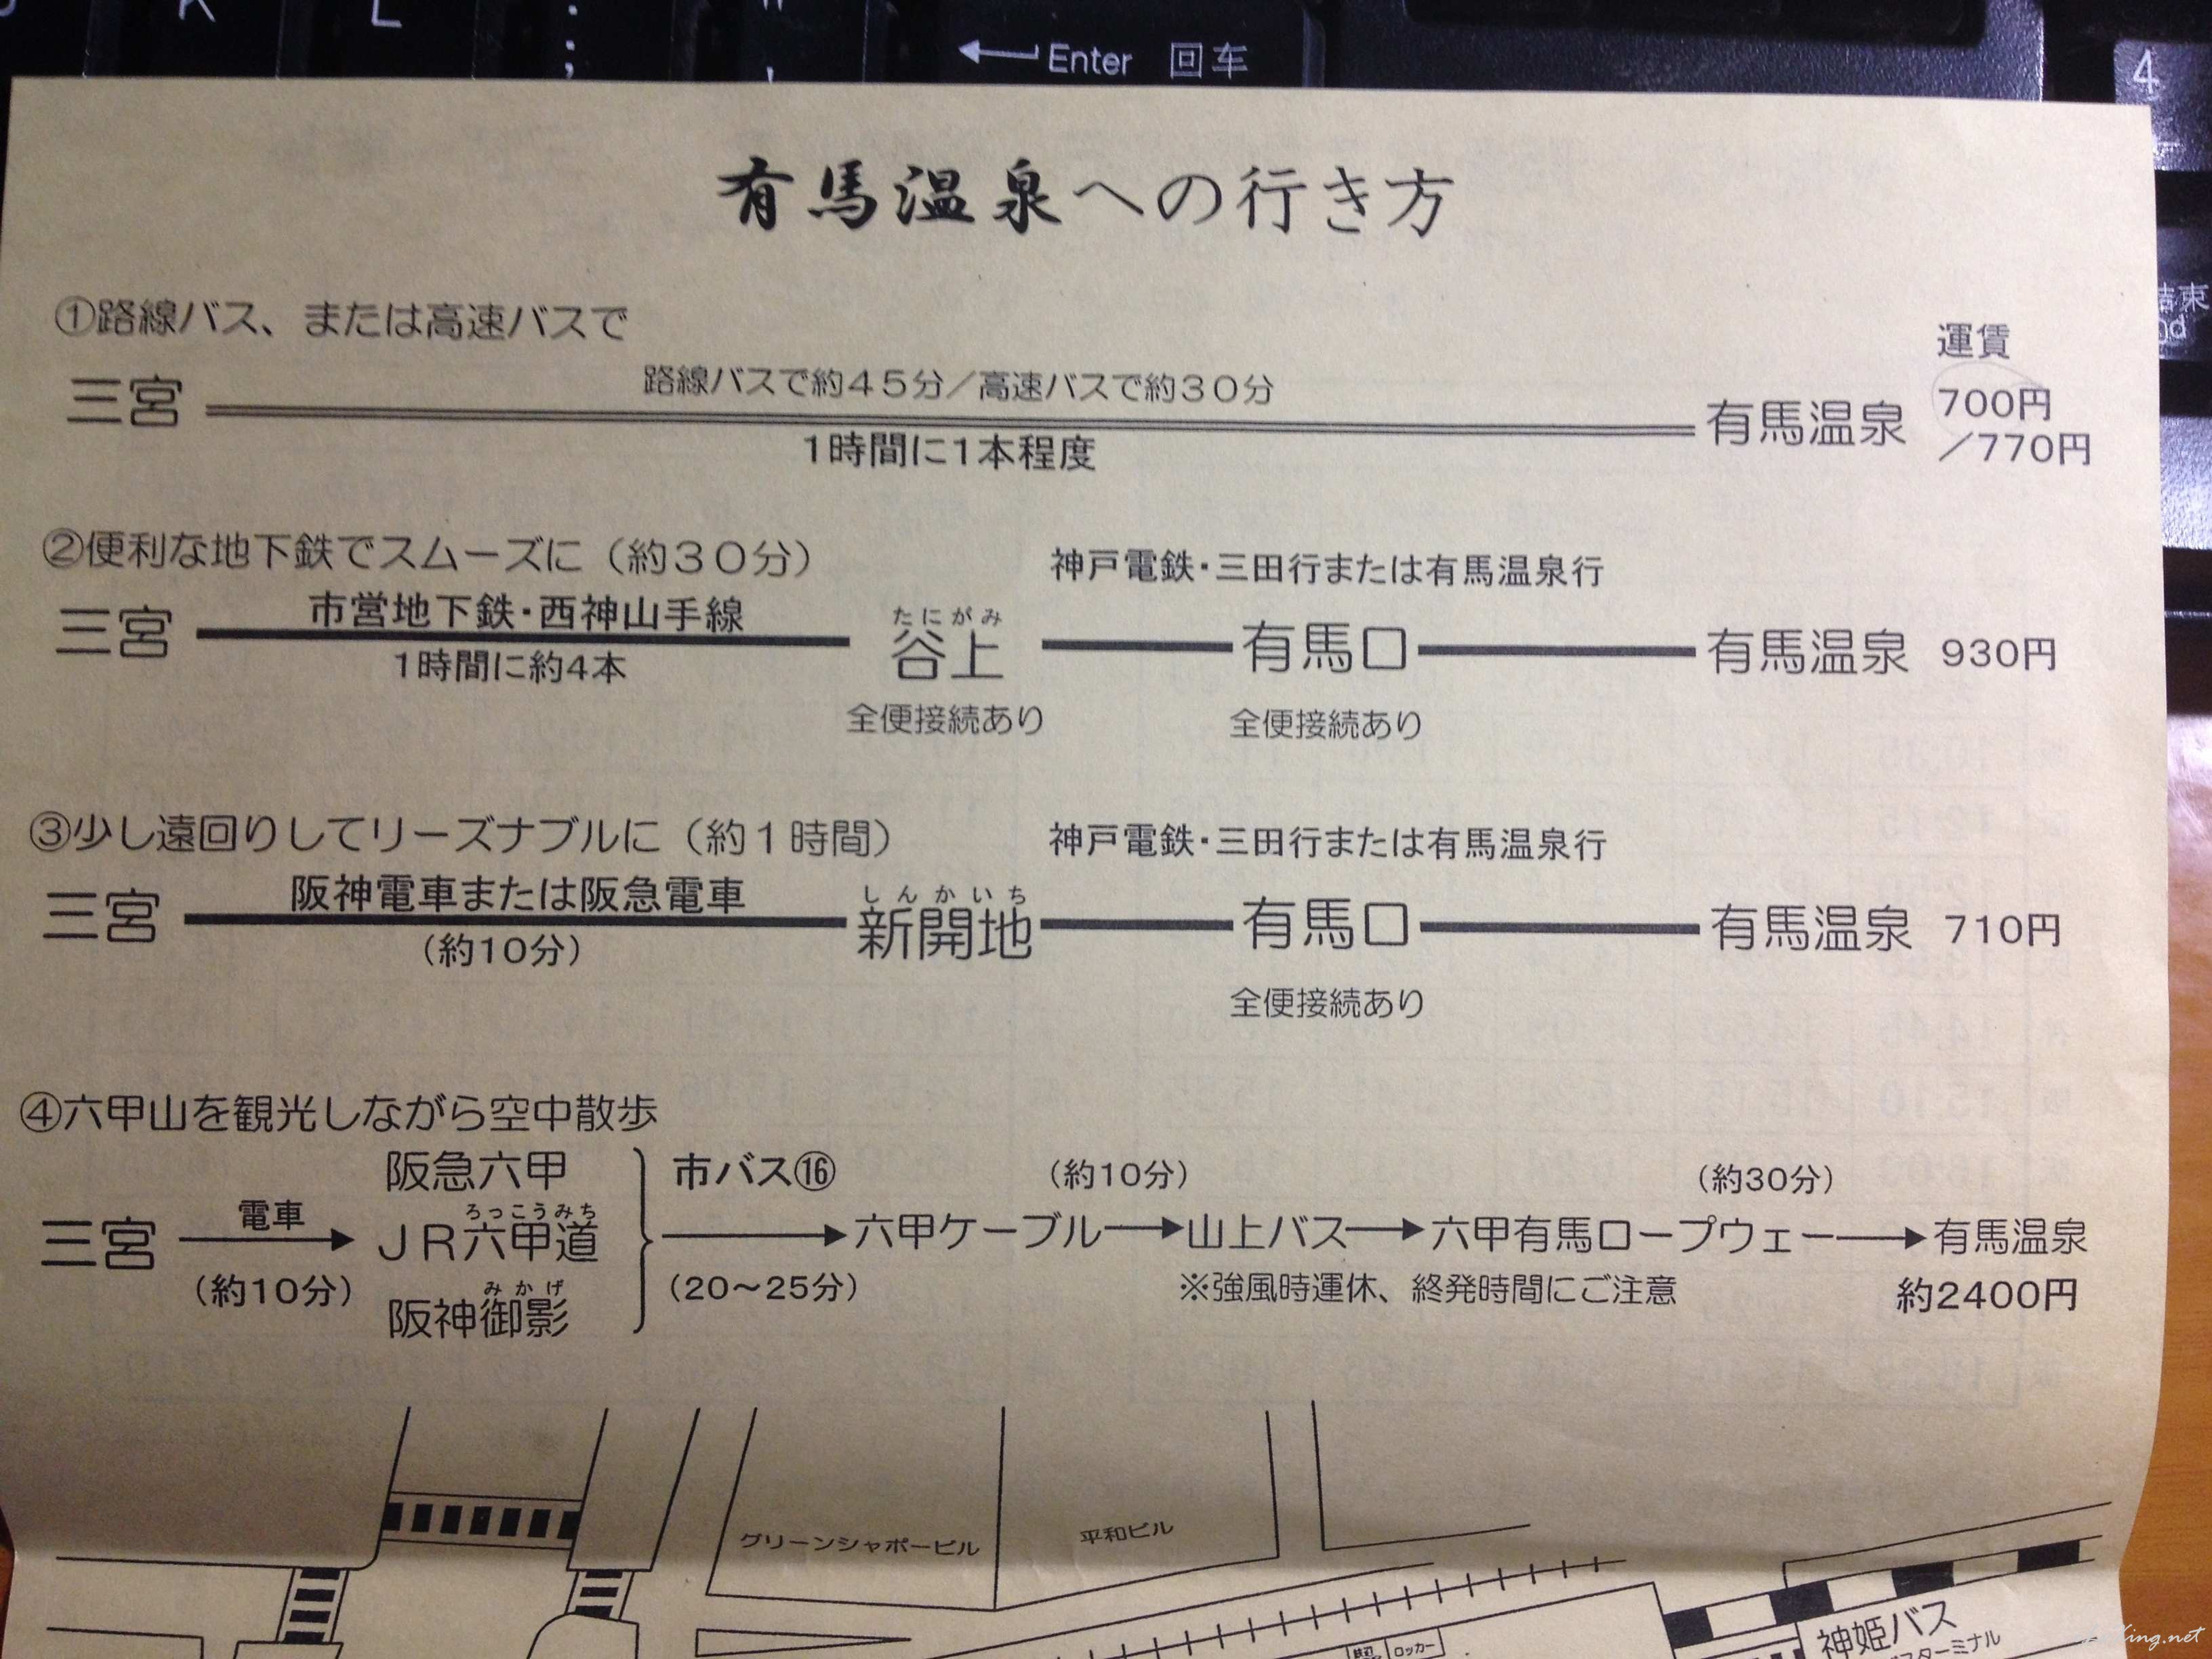 K L : ; " '
← Enter 回车
4
結束
nd
有馬温泉への行き方
①路線バス、または高速バスで
運賃
路線バスで約45分／高速バスで約30分
三宮 有馬温泉 700円
／770円
1時間に1本程度
②便利な地下鉄でスムーズに（約30分）
神戸電鉄・三田行または有馬温泉行
市営地下鉄・西神山手線
たにがみ
三宮 谷上 有馬口 有馬温泉 930円
1時間に約4本
全便接続あり 全便接続あり
③少し遠回りしてリーズナブルに（約1時間）
神戸電鉄・三田行または有馬温泉行
阪神電車または阪急電車
しんかいち
三宮 新開地 有馬口 有馬温泉 710円
（約10分）
全便接続あり
④六甲山を観光しながら空中散歩
阪急六甲 市バス⑯ （約10分） （約30分）
電車 ろっこうみち
三宮 → JR六甲道 → 六甲ケーブル → 山上バス → 六甲有馬ロープウェー → 有馬温泉
（約10分） （20～25分） ※強風時運休、終発時間にご注意 約2400円
みかげ
阪神御影
グリーンシャポービル 平和ビル
神姫バス
ロッカー
ターミナル
ing.net